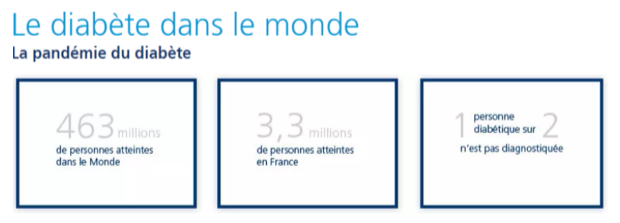 Le diabète dans le monde
La pandémie du diabète
463 millions
de personnes atteintes
dans le Monde
3,3 millions
de personnes atteintes
en France
1 personne
diabétique sur 2
n'est pas diagnostiquée